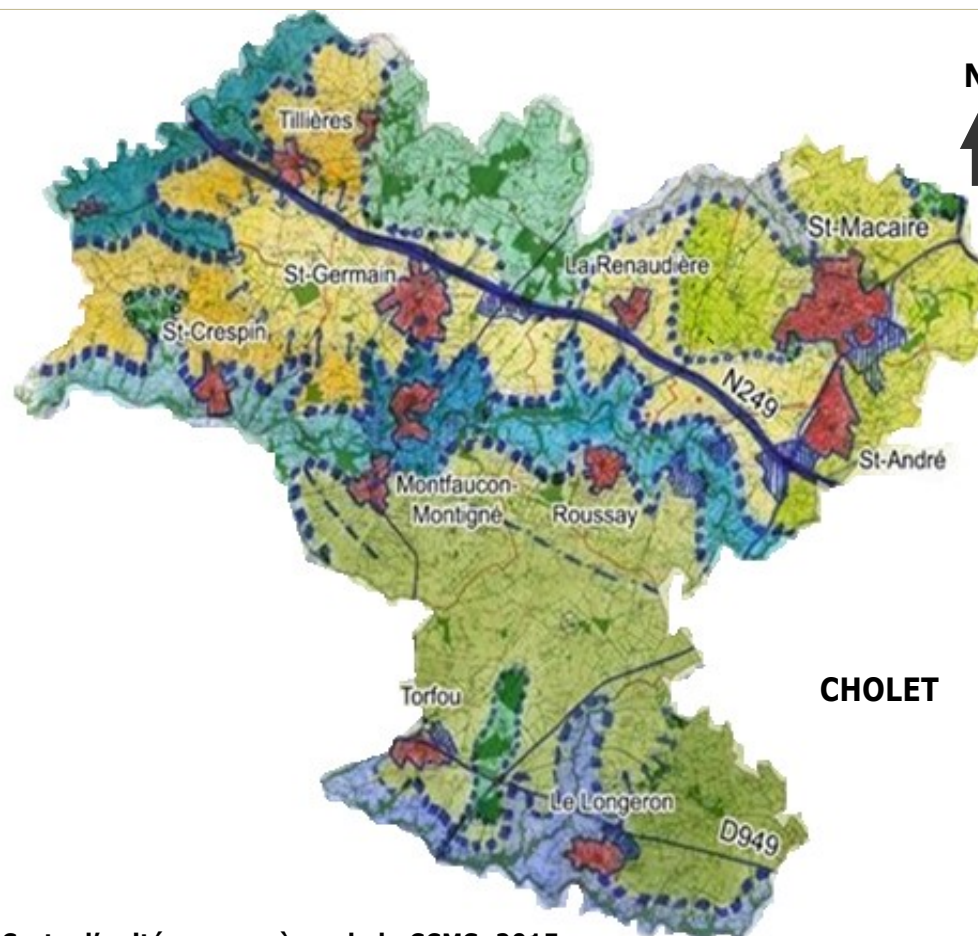 N
Tillières
St-Macaire
St-Germain
La Renaudière
St-Crespin
N249
St-André
Montfaucon-
Montigné
Roussay
CHOLET
Torfou
Le Longeron
D949